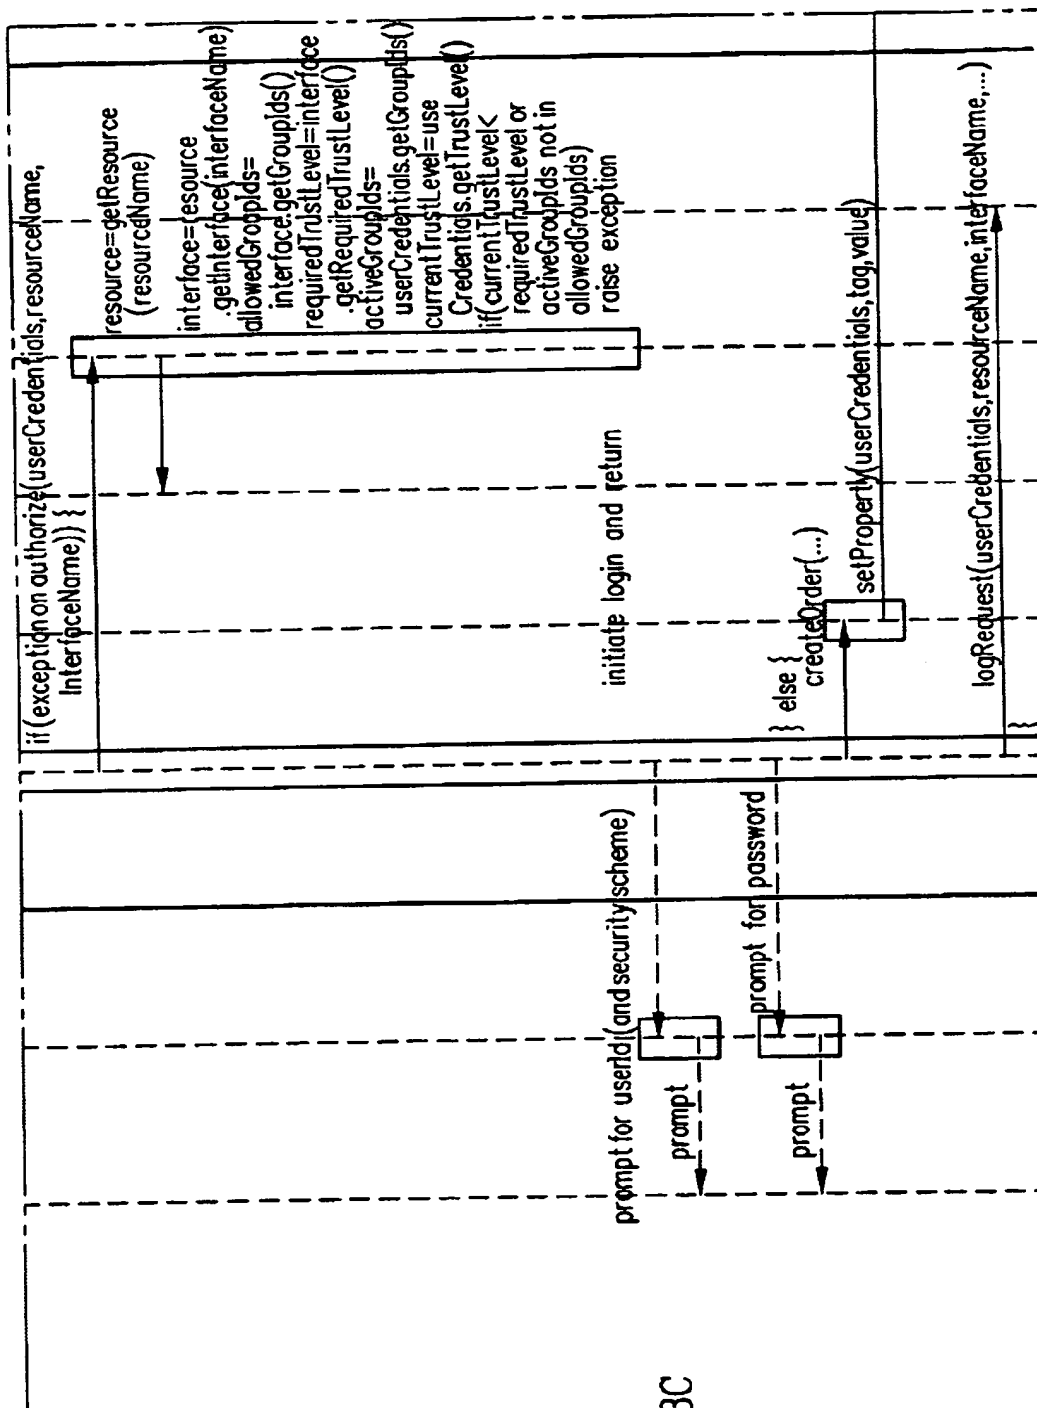 if(exception on authorize(userCredentials,resourceName,
InterfaceName)) {
resource=getResource
(resourceName)
interface=resource
.getInterface(interfaceName)
allowedGroupIds=
interface.getGroupIds()
requiredTrustLevel=interface
.getRequiredTrustLevel()
activeGroupIds=
userCredentials.getGroupIds()
currentTrustLevel=use
Credentials.getTrustLevel()
if(currentTrustLevel<
requiredTrustLevel or
activeGroupIds not in
allowedGroupIds)
raise exception
initiate login and return
prompt for userId (and security scheme)
prompt
prompt for password
prompt
} else {
createOrder(...)
setProperty(userCredentials,tag,value)
logRequest(userCredentials,resourceName,interfaceName,...)
}
3C